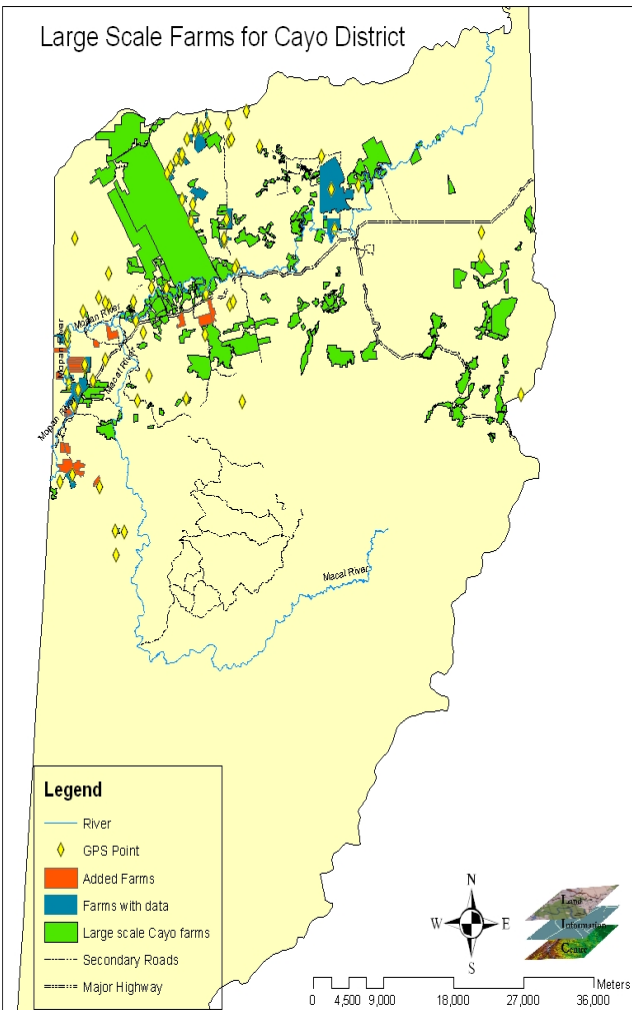 Large Scale Farms for Cayo District
Mopan River
Mopan River
Macal River
Mopan River
Macal River
Legend
River
GPS Point
Added Farms
Farms with data
Large scale Cayo farms
Secondary Roads
Major Highway
N
W E
S
Land
Information
Centre
Meters
0 4,500 9,000 18,000 27,000 36,000